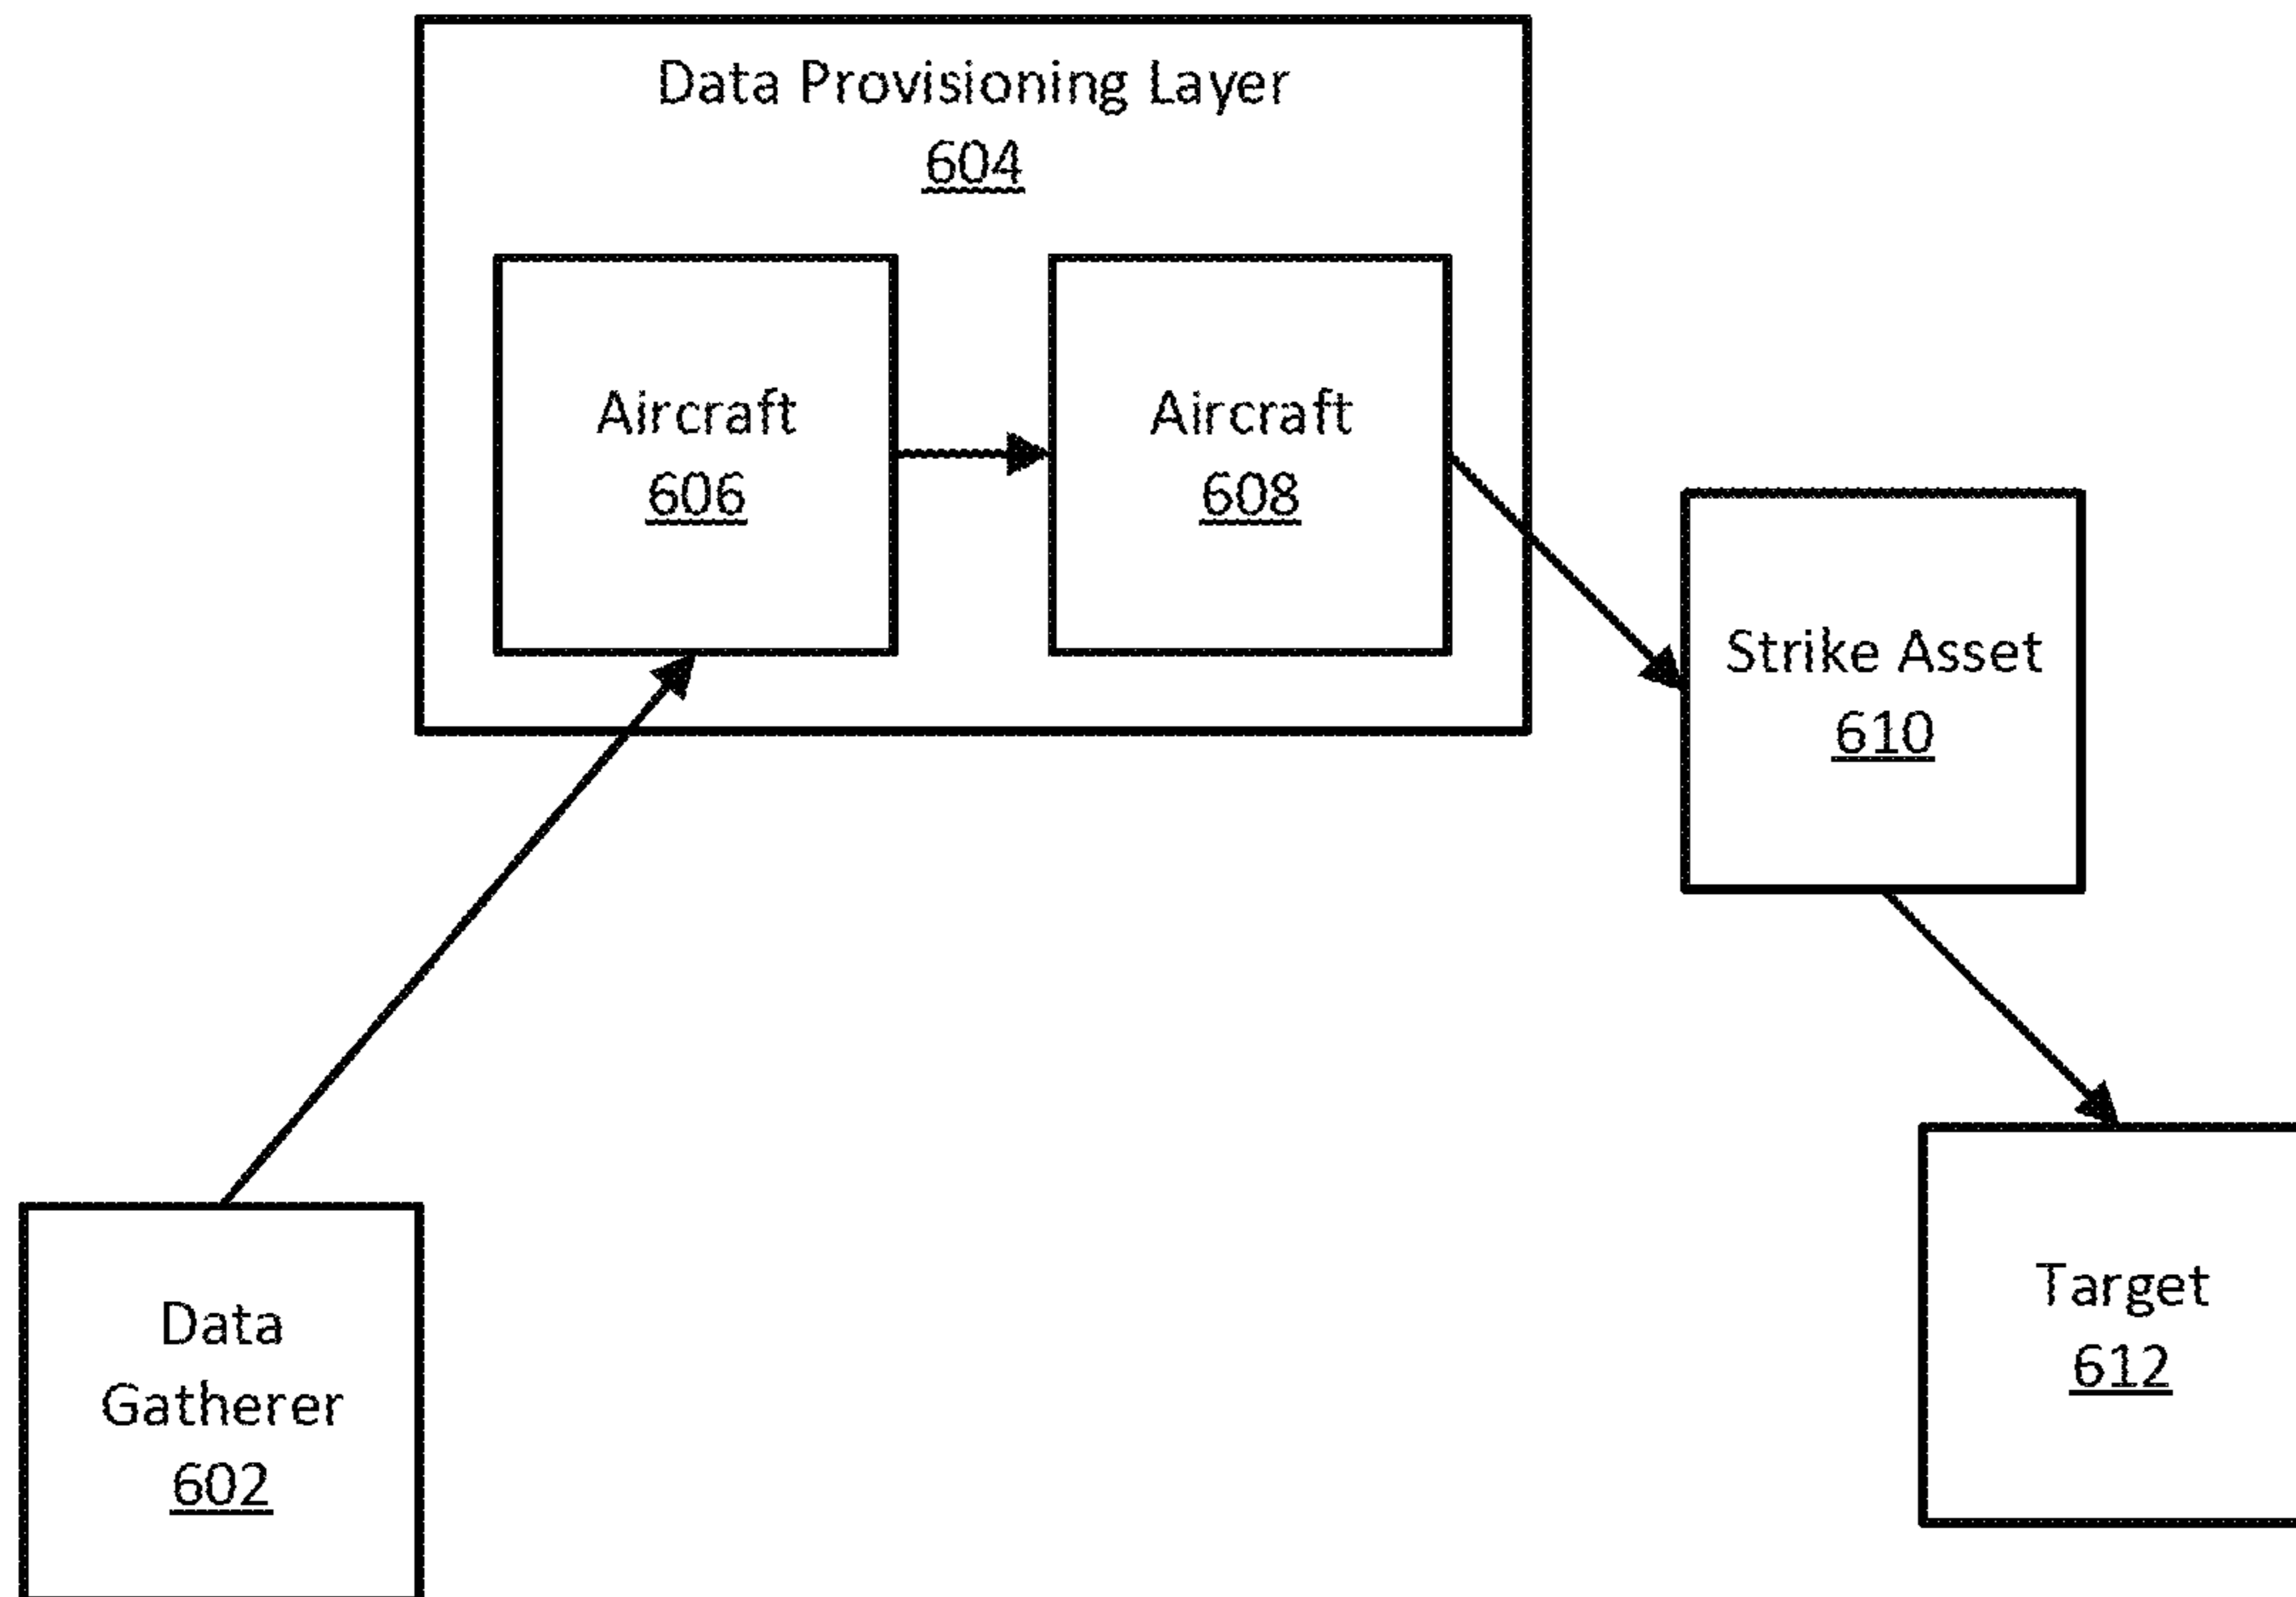 Data Provisioning Layer
604
Aircraft
606
Aircraft
608
Strike Asset
610
Data
Gatherer
602
Target
612